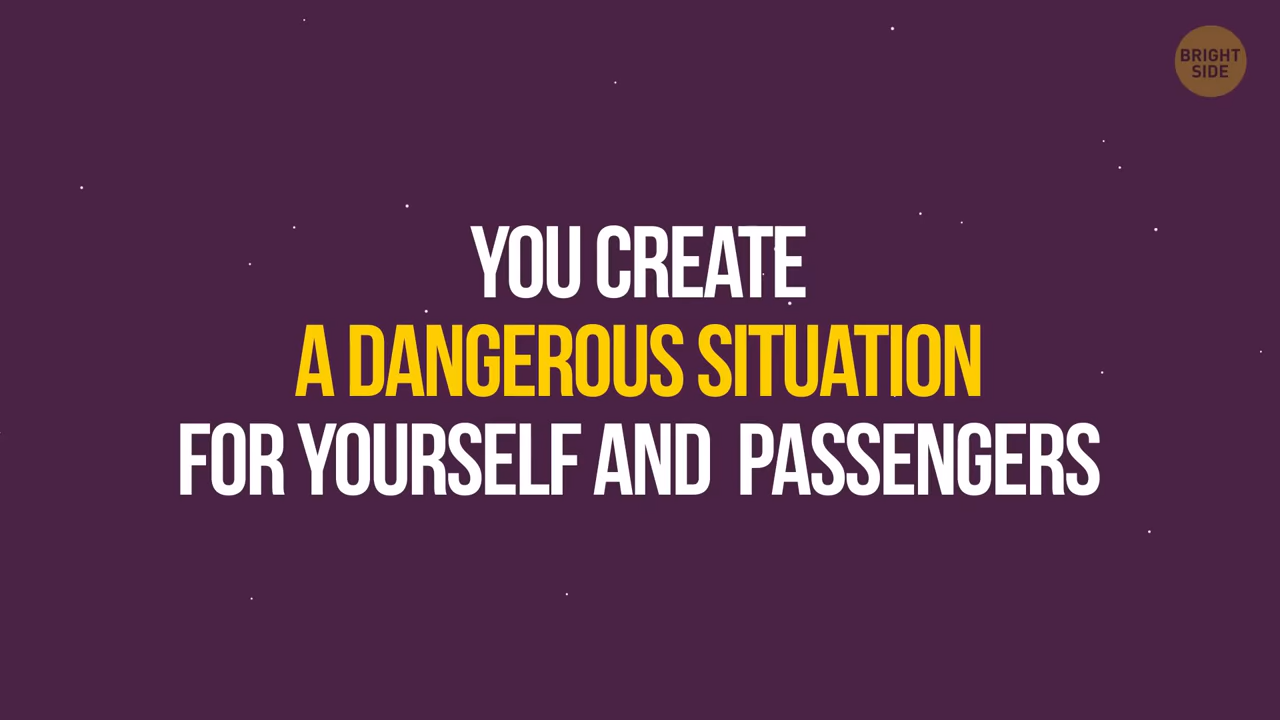 BRIGHT
SIDE
YOU CREATE
A DANGEROUS SITUATION
FOR YOURSELF AND PASSENGERS